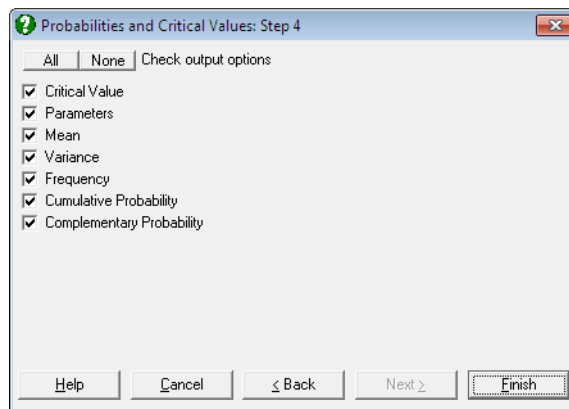 Probabilities and Critical Values: Step 4
All None Check output options
Critical Value
Parameters
Mean
Variance
Frequency
Cumulative Probability
Complementary Probability
Help Cancel < Back Next > Finish